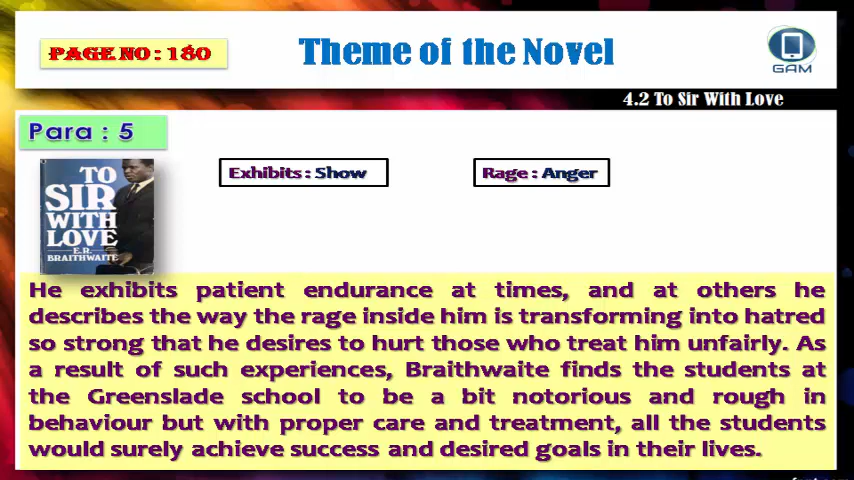 PAGE NO : 180
Theme of the Novel
GAM
4.2 To Sir With Love
Para : 5
TO
SIR
WITH
LOVE
E.R.
BRAITHWAITE
Exhibits : Show
Rage : Anger
He exhibits patient endurance at times, and at others he
describes the way the rage inside him is transforming into hatred
so strong that he desires to hurt those who treat him unfairly. As
a result of such experiences, Braithwaite finds the students at
the Greenslade school to be a bit notorious and rough in
behaviour but with proper care and treatment, all the students
would surely achieve success and desired goals in their lives.